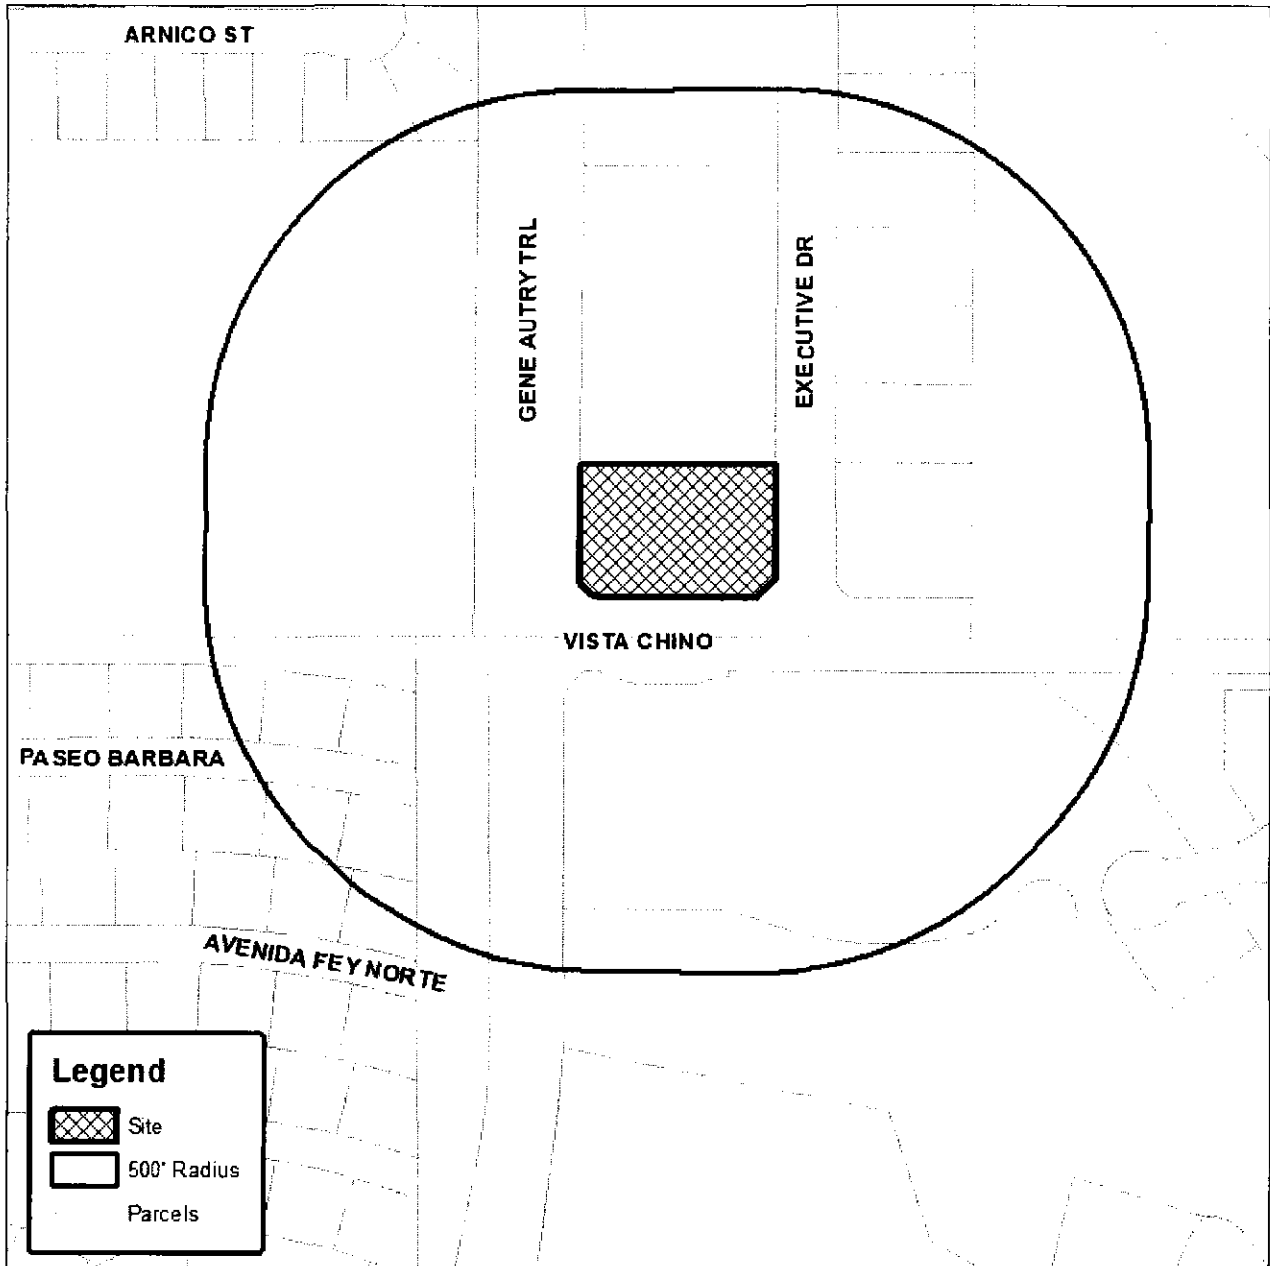 ARNICO ST
GENE AUTRY TRL
EXECUTIVE DR
VISTA CHINO
PASEO BARBARA
AVENIDA FEY NORTE
Legend
Site
500' Radius
Parcels